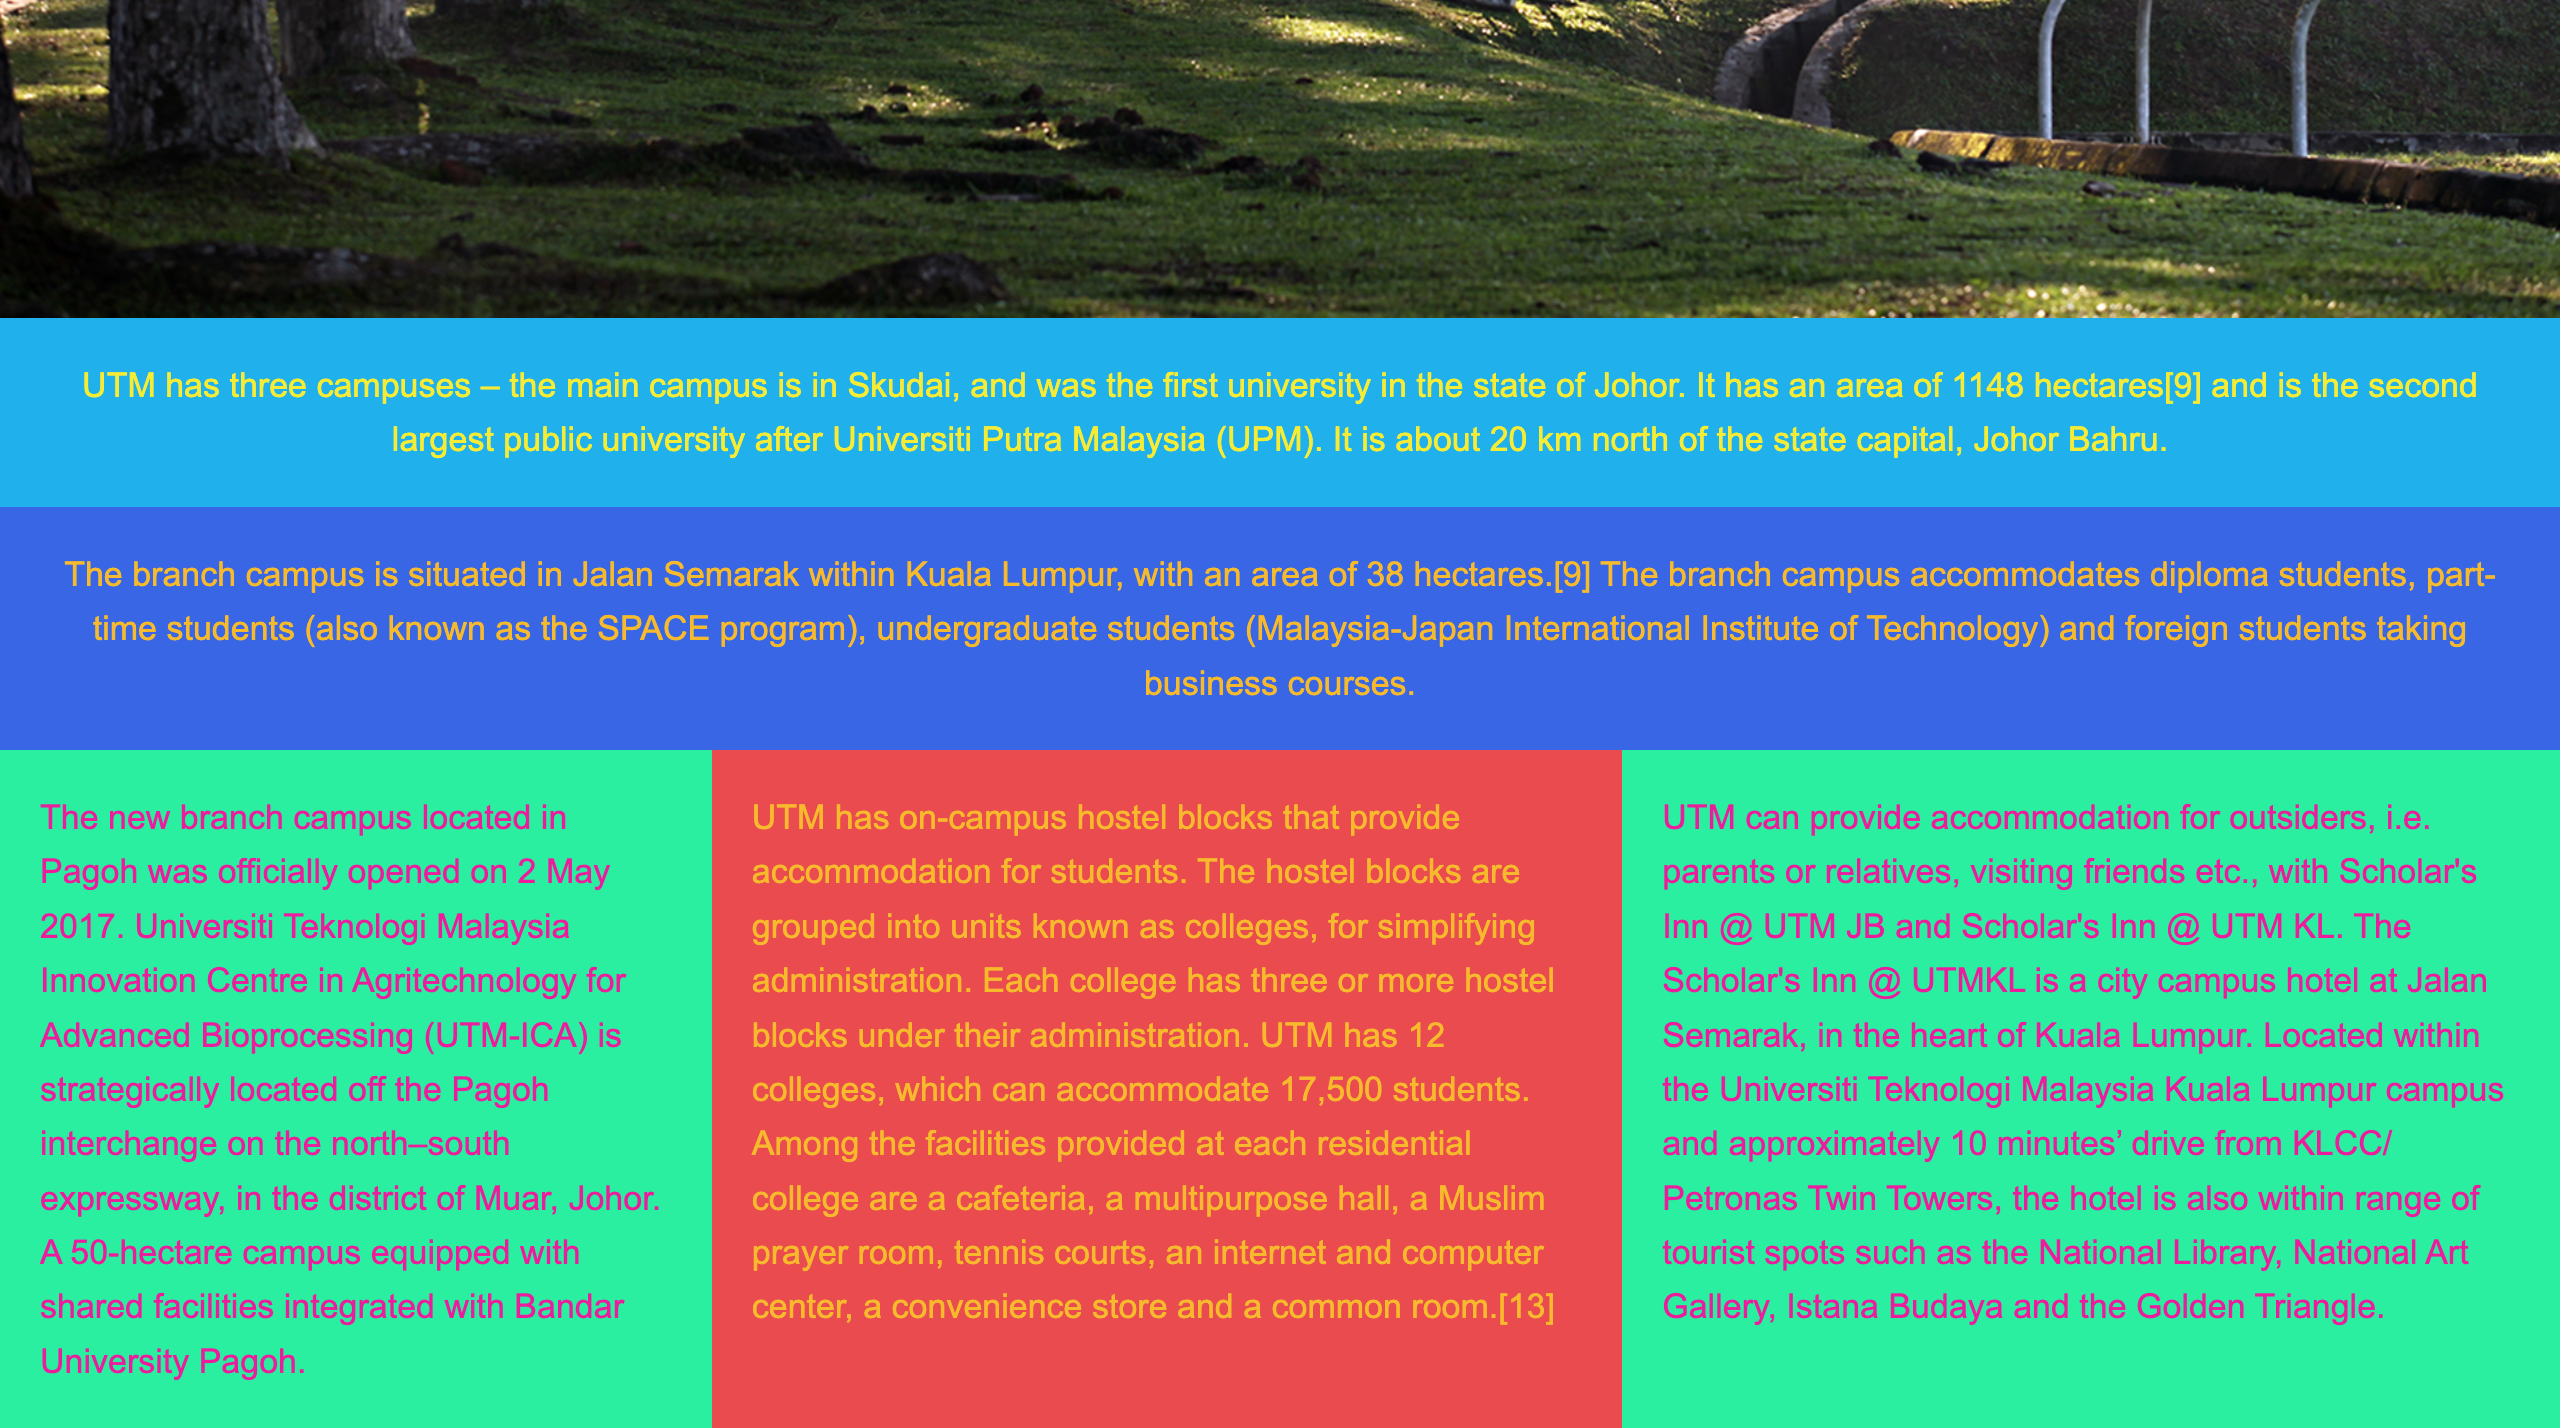 UTM has three campuses – the main campus is in Skudai, and was the first university in the state of Johor. It has an area of 1148 hectares[9] and is the second
largest public university after Universiti Putra Malaysia (UPM). It is about 20 km north of the state capital, Johor Bahru.
The branch campus is situated in Jalan Semarak within Kuala Lumpur, with an area of 38 hectares.[9] The branch campus accommodates diploma students, part-
time students (also known as the SPACE program), undergraduate students (Malaysia-Japan International Institute of Technology) and foreign students taking
business courses.
The new branch campus located in
Pagoh was officially opened on 2 May
2017. Universiti Teknologi Malaysia
Innovation Centre in Agritechnology for
Advanced Bioprocessing (UTM-ICA) is
strategically located off the Pagoh
interchange on the north–south
expressway, in the district of Muar, Johor.
A 50-hectare campus equipped with
shared facilities integrated with Bandar
University Pagoh.
UTM has on-campus hostel blocks that provide
accommodation for students. The hostel blocks are
grouped into units known as colleges, for simplifying
administration. Each college has three or more hostel
blocks under their administration. UTM has 12
colleges, which can accommodate 17,500 students.
Among the facilities provided at each residential
college are a cafeteria, a multipurpose hall, a Muslim
prayer room, tennis courts, an internet and computer
center, a convenience store and a common room.[13]
UTM can provide accommodation for outsiders, i.e.
parents or relatives, visiting friends etc., with Scholar's
Inn @ UTM JB and Scholar's Inn @ UTM KL. The
Scholar's Inn @ UTMKL is a city campus hotel at Jalan
Semarak, in the heart of Kuala Lumpur. Located within
the Universiti Teknologi Malaysia Kuala Lumpur campus
and approximately 10 minutes’ drive from KLCC/
Petronas Twin Towers, the hotel is also within range of
tourist spots such as the National Library, National Art
Gallery, Istana Budaya and the Golden Triangle.